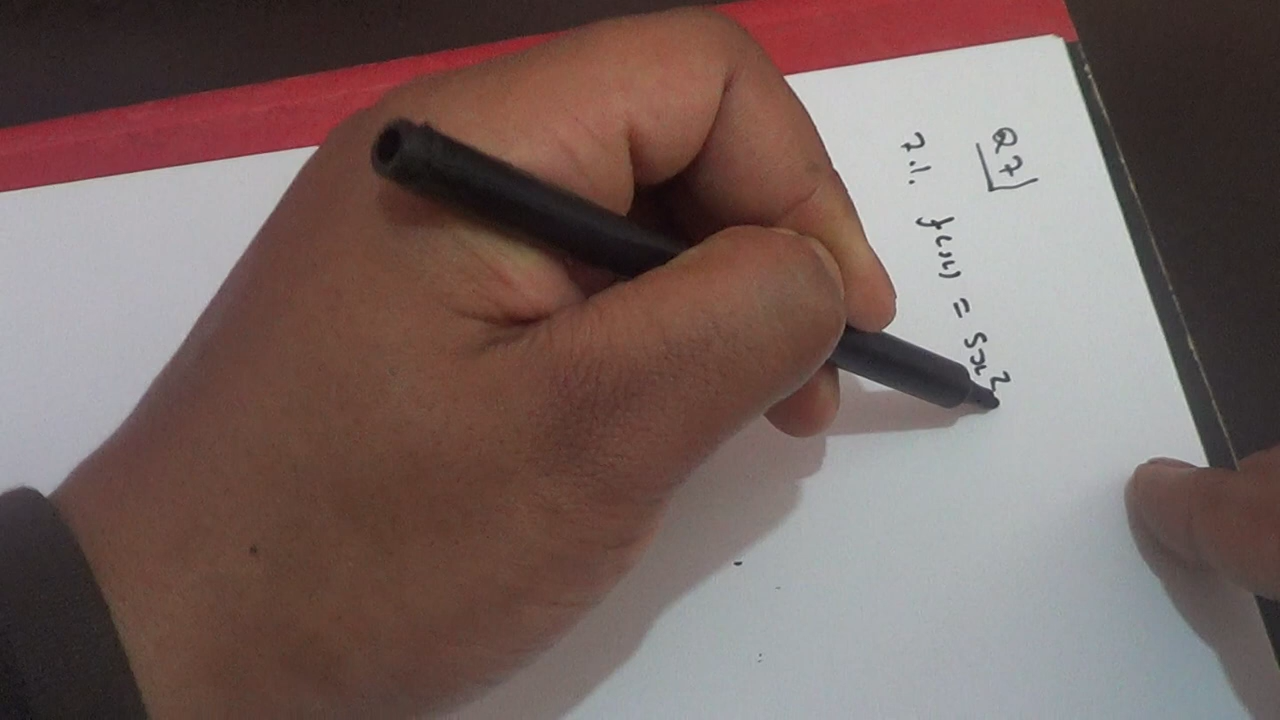 Q7
7.1. f(x) = 5x²